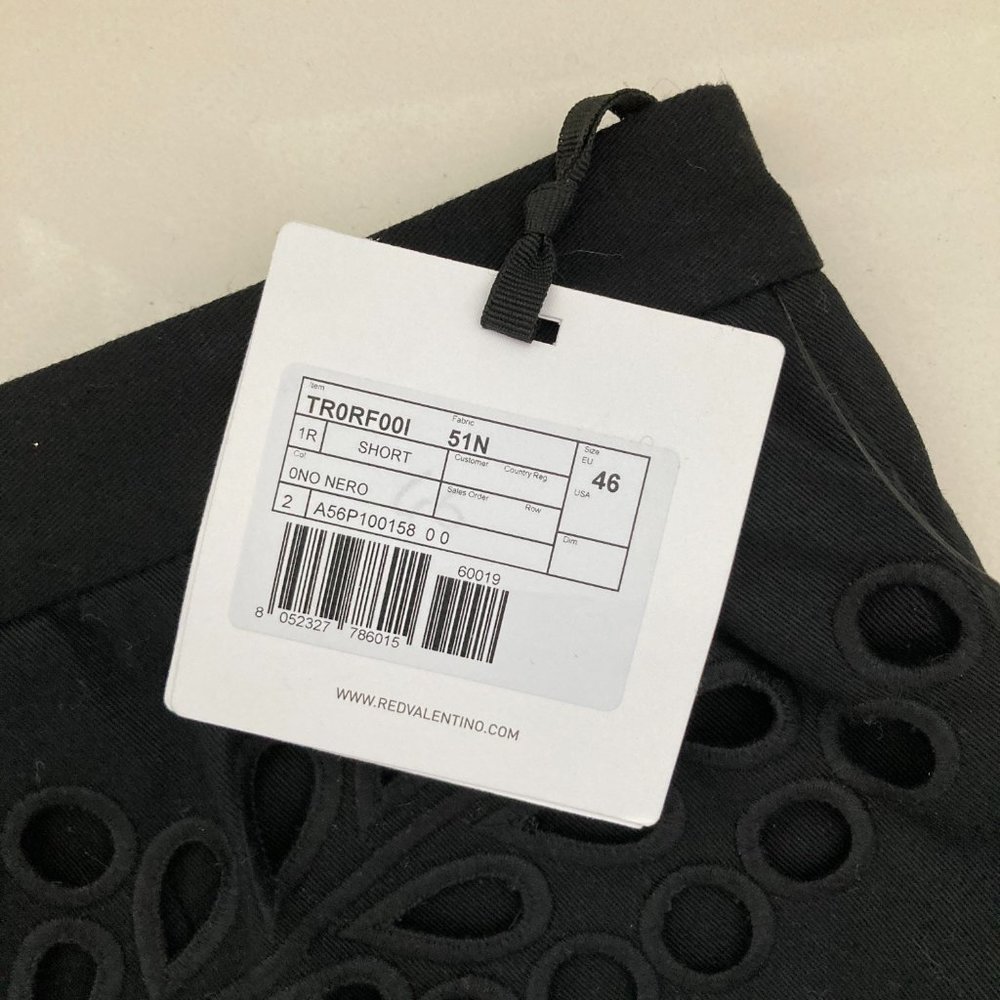 Item
TR0RF00I
Fabric
51N
Size
EU
46
USA
1R
SHORT
Customer
Country Reg
Col
0NO NERO
Sales Order
Row
2
A56P100158 0 0
Dim
60019
8 052327 786015
WWW.REDVALENTINO.COM